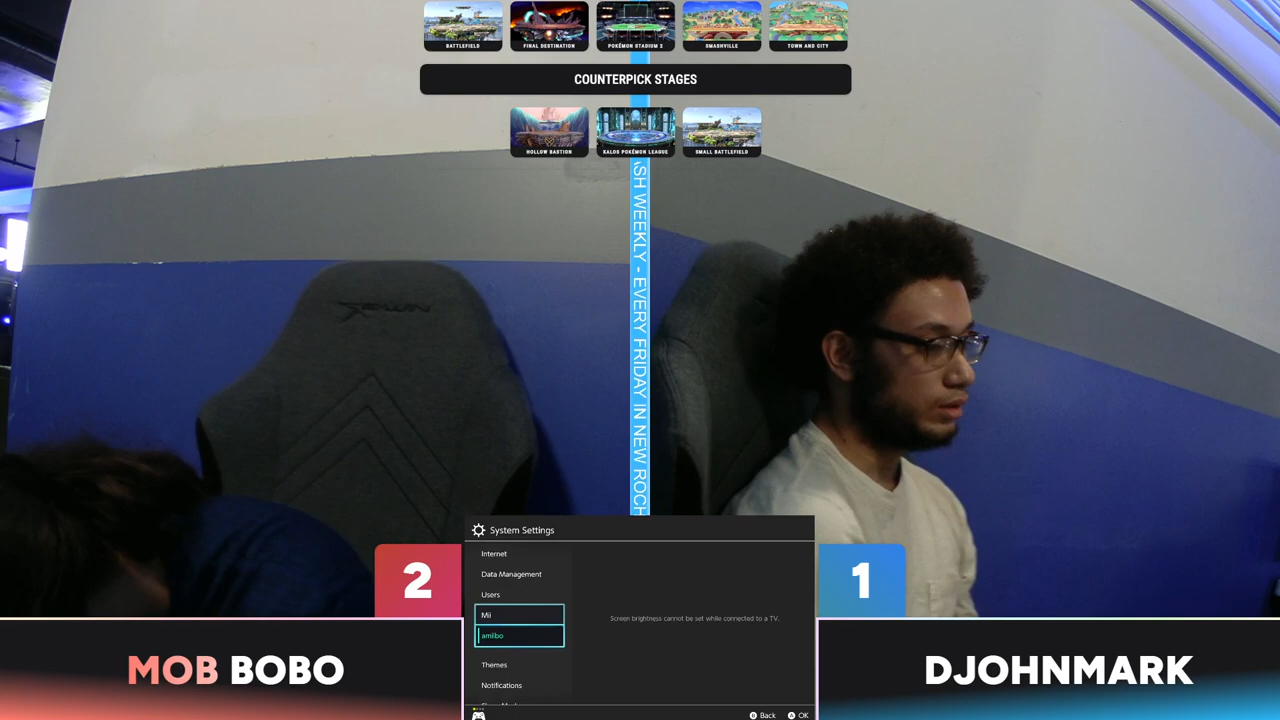 BATTLEFIELD
FINAL DESTINATION
POKÉMON STADIUM 2
SMASHVILLE
TOWN AND CITY
COUNTERPICK STAGES
HOLLOW BASTION
KALOS POKÉMON LEAGUE
SMALL BATTLEFIELD
SH WEEKLY - EVERY FRIDAY IN NEW ROCH
System Settings
Internet
Data Management
Users
Mii
amiibo
Themes
Notifications
Screen brightness cannot be set while connected to a TV.
B Back
A OK
2
1
MOB BOBO
DJOHNMARK